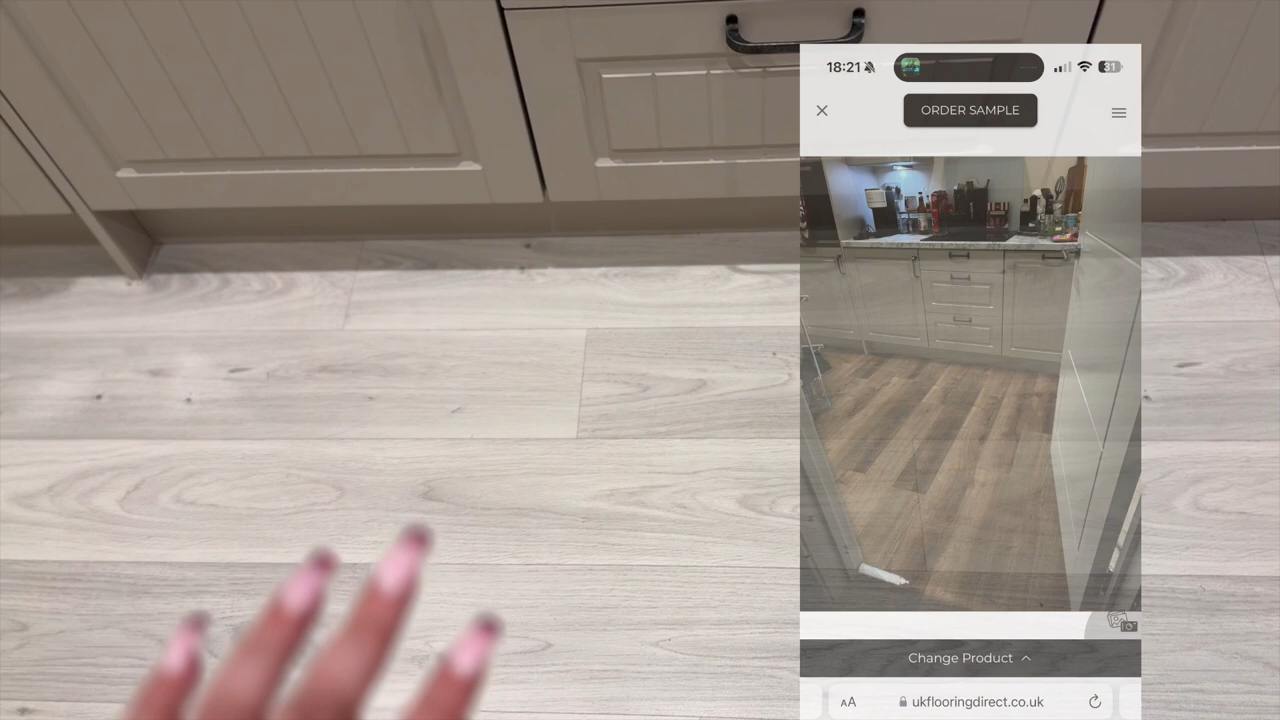 18:21
31
ORDER SAMPLE
Change Product
AA
ukflooringdirect.co.uk